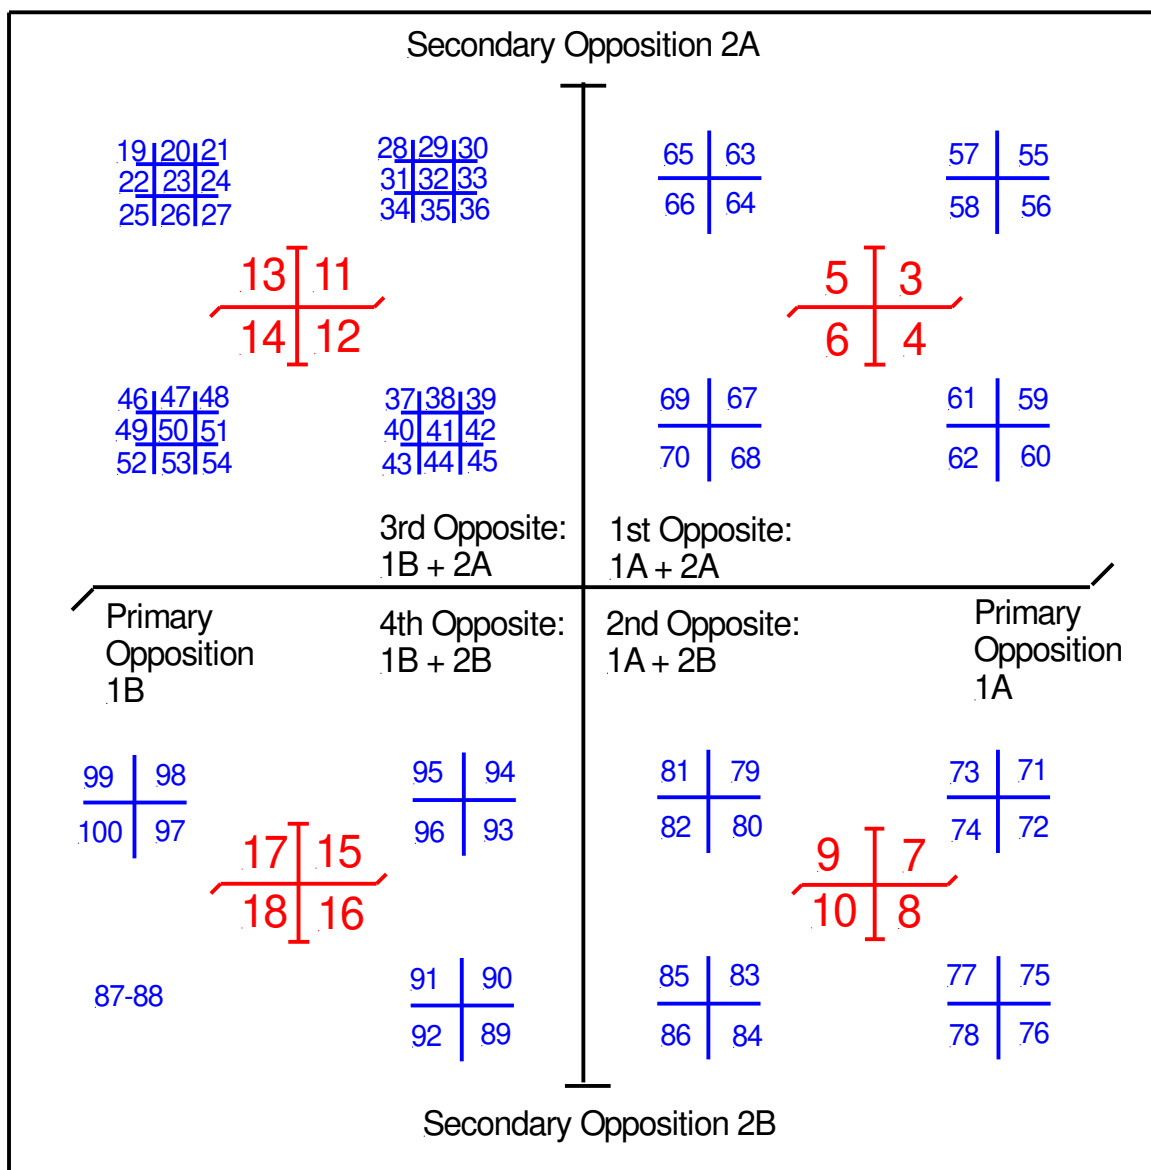 Secondary Opposition 2A
19 20 21 28 29 30 65 63 57 55
22 23 24 31 32 33 66 64 58 56
25 26 27 34 35 36
13 11 5 3
14 12 6 4
46 47 48 37 38 39 69 67 61 59
49 50 51 40 41 42 70 68 62 60
52 53 54 43 44 45
3rd Opposite:
1B + 2A
1st Opposite:
1A + 2A
Primary
Opposition
1B
4th Opposite:
1B + 2B
2nd Opposite:
1A + 2B
Primary
Opposition
1A
99 98 95 94 81 79 73 71
100 97 96 93 82 80 74 72
17 15 9 7
18 16 10 8
87-88
91 90 85 83 77 75
92 89 86 84 78 76
Secondary Opposition 2B